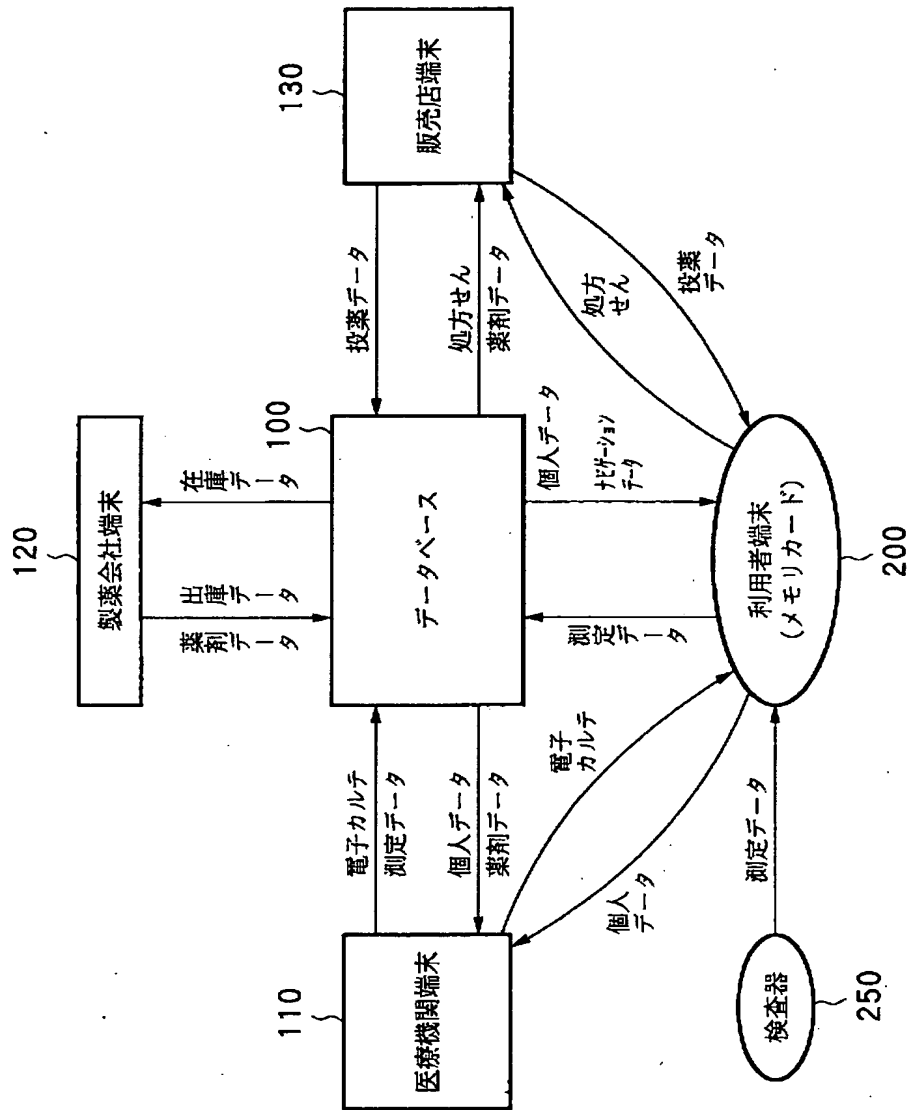 120
製薬会社端末
薬剤
データ
出庫
データ
在庫
データ
110
医療機関端末
電子カルテ
測定データ
個人データ
薬剤データ
100
データベース
投薬データ
処方せん
薬剤データ
130
販売店端末
電子
カルテ
個人
データ
測定
データ
個人データ
ナビゲーション
データ
処方
せん
投薬
データ
検査器
250
測定データ
利用者端末
(メモリカード)
200